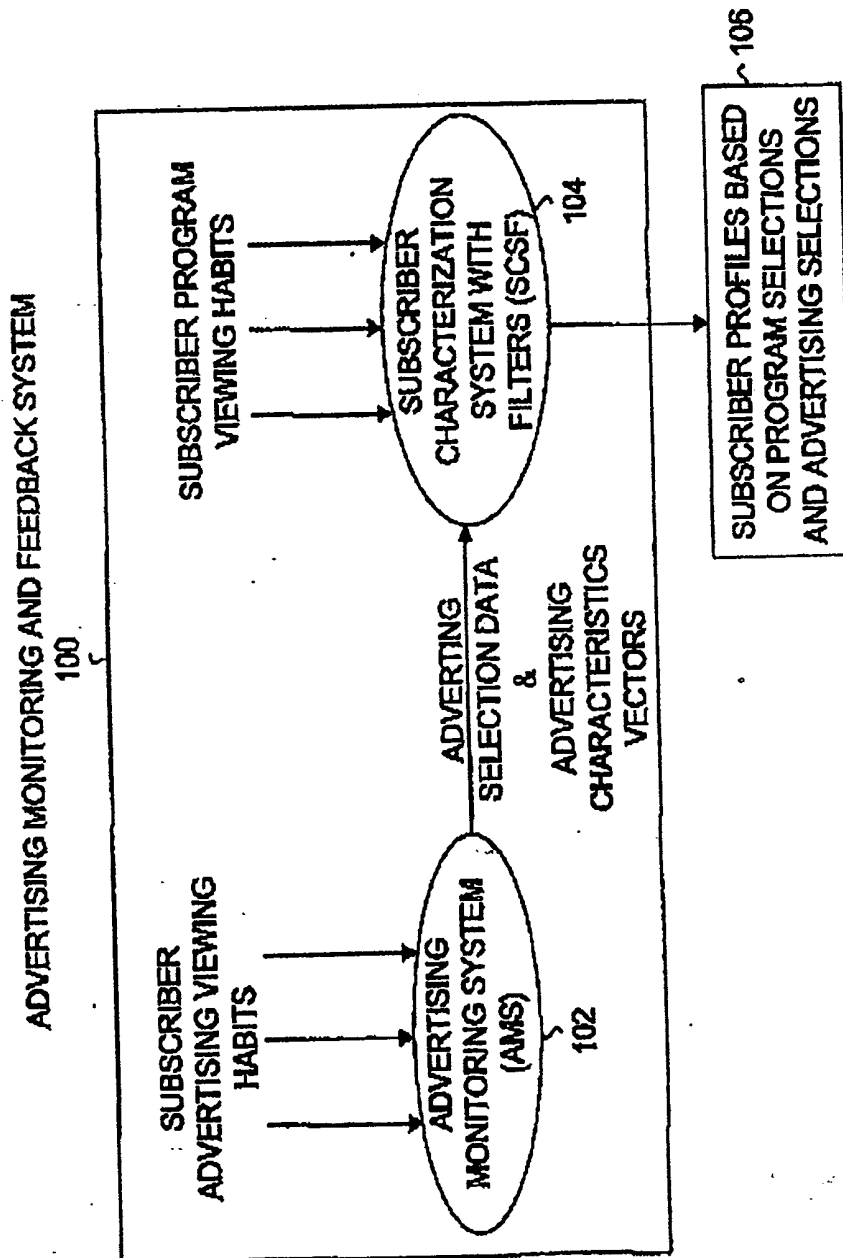 ADVERTISING MONITORING AND FEEDBACK SYSTEM
100
SUBSCRIBER
ADVERTISING VIEWING
HABITS
SUBSCRIBER PROGRAM
VIEWING HABITS
ADVERTISING
MONITORING SYSTEM
(AMS)
102
ADVERTING
SELECTION DATA
&
ADVERTISING
CHARACTERISTICS
VECTORS
SUBSCRIBER
CHARACTERIZATION
SYSTEM WITH
FILTERS (SCSF)
104
SUBSCRIBER PROFILES BASED
ON PROGRAM SELECTIONS
AND ADVERTISING SELECTIONS
106